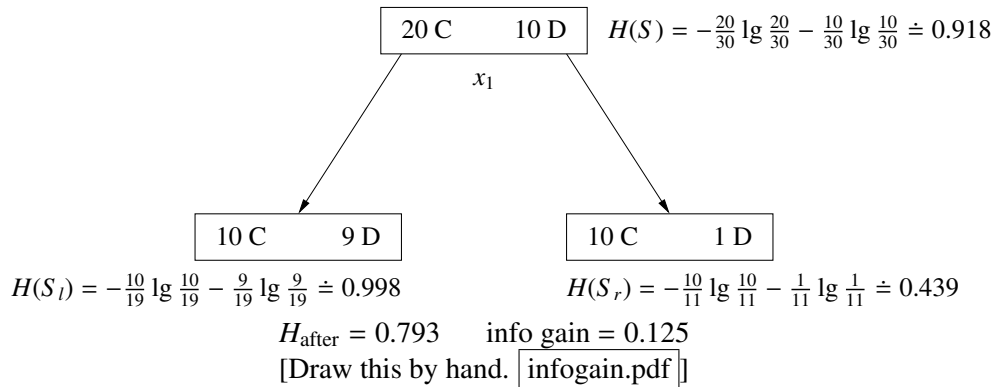 20 C 10 D H(S) = −20/30 lg 20/30 − 10/30 lg 10/30 ≐ 0.918
x₁
10 C 9 D 10 C 1 D
H(Sₗ) = −10/19 lg 10/19 − 9/19 lg 9/19 ≐ 0.998 H(Sᵣ) = −10/11 lg 10/11 − 1/11 lg 1/11 ≐ 0.439
H_after = 0.793 info gain = 0.125
[Draw this by hand. infogain.pdf ]